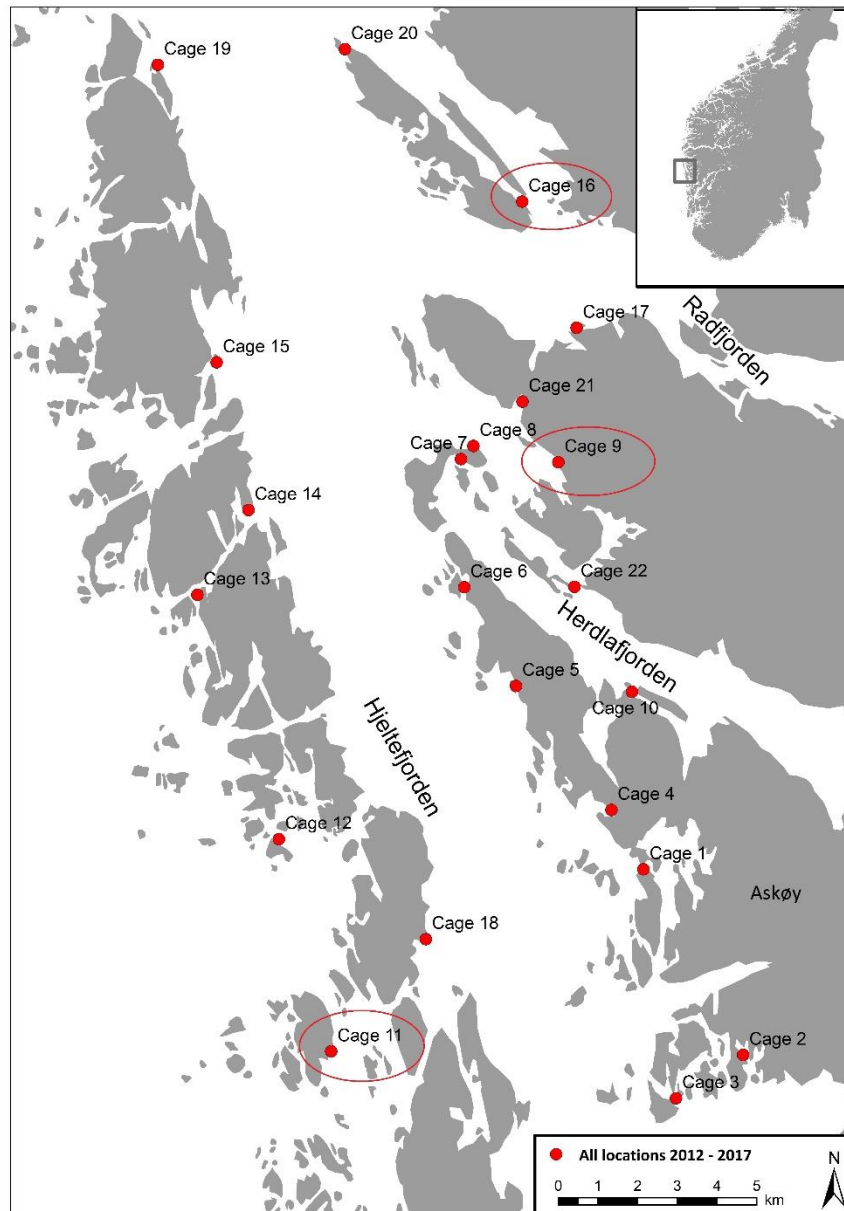 Cage 20
Cage 19
Cage 16
Cage 17
Radfjorden
Cage 15
Cage 21
Cage 8
Cage 7
Cage 9
Cage 14
Cage 6
Cage 22
Cage 13
Herdlafjorden
Cage 5
Cage 10
Hjeltefjorden
Cage 4
Cage 12
Cage 1
Askøy
Cage 18
Cage 11
Cage 2
Cage 3
All locations 2012 - 2017
N
0 1 2 3 4 5
km